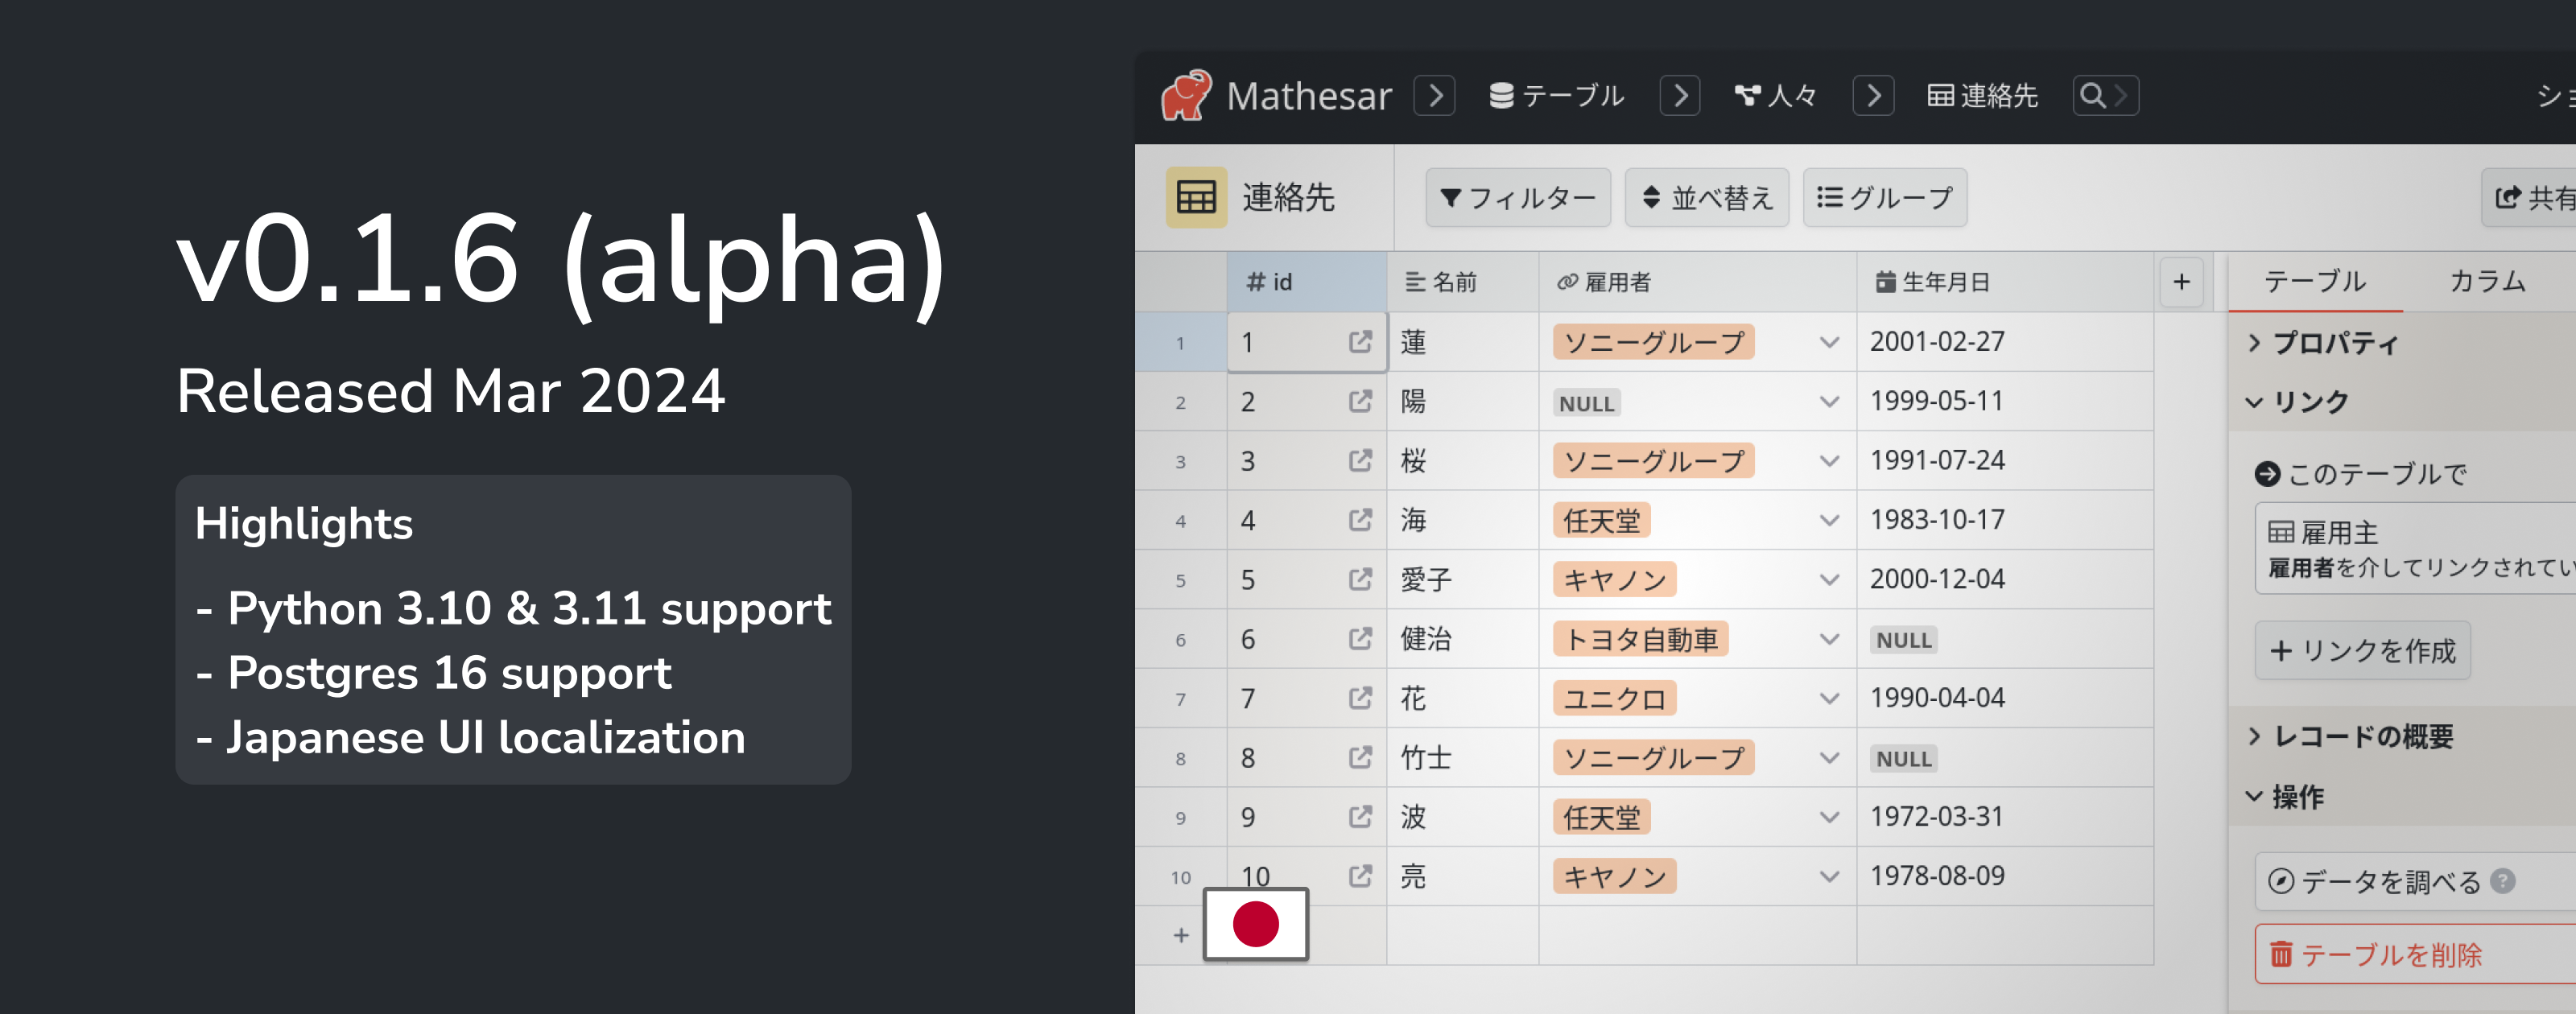 v0.1.6 (alpha)
Released Mar 2024
Highlights
- Python 3.10 & 3.11 support
- Postgres 16 support
- Japanese UI localization
Mathesar テーブル 人々 連絡先 ショ
連絡先 フィルター 並べ替え グループ 共有
id 名前 雇用者 生年月日 +
1 1 蓮 ソニーグループ 2001-02-27
2 2 陽 NULL 1999-05-11
3 3 桜 ソニーグループ 1991-07-24
4 4 海 任天堂 1983-10-17
5 5 愛子 キヤノン 2000-12-04
6 6 健治 トヨタ自動車 NULL
7 7 花 ユニクロ 1990-04-04
8 8 竹士 ソニーグループ NULL
9 9 波 任天堂 1972-03-31
10 10 亮 キヤノン 1978-08-09
+
テーブル カラム
プロパティ
リンク
このテーブルで
雇用主
雇用者を介してリンクされてい
+ リンクを作成
レコードの概要
操作
データを調べる ?
テーブルを削除